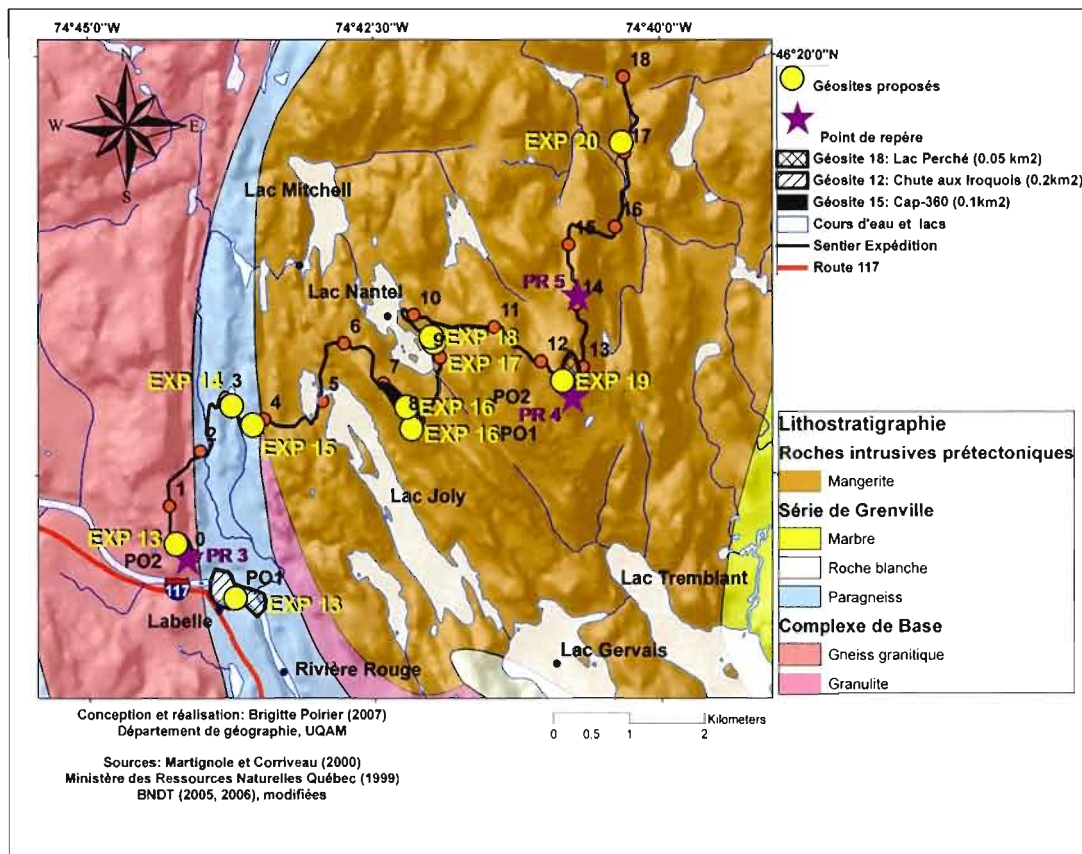 74°45'0"W
74°42'30"W
74°40'0"W
46°20'0"N
N
W
E
S
18
EXP 20
17
16
15
PR 5
14
13
12
EXP 19
PR 4
11
10
Lac Mitchell
Lac Nantel
9
EXP 18
EXP 17
6
7
8
PO2
EXP 16
EXP 16
PO1
5
EXP 14
3
4
EXP 15
2
1
Lac Joly
EXP 13
0
PO2
PR 3
117
PO1
EXP 13
Labelle
Rivière Rouge
Lac Tremblant
Lac Gervais
Géosites proposés
Point de repère
Géosite 18: Lac Perché (0.05 km2)
Géosite 12: Chute aux Iroquois (0.2km2)
Géosite 15: Cap-360 (0.1km2)
Cours d'eau et lacs
Sentier Expédition
Route 117
Lithostratigraphie
Roches intrusives prétectoniques
Mangerite
Série de Grenville
Marbre
Roche blanche
Paragneiss
Complexe de Base
Gneiss granitique
Granulite
Conception et réalisation: Brigitte Poirier (2007)
Département de géographie, UQAM
Sources: Martignole et Corriveau (2000)
Ministère des Ressources Naturelles Québec (1999)
BNDT (2005, 2006), modifiées
Kilometers
0 0.5 1 2